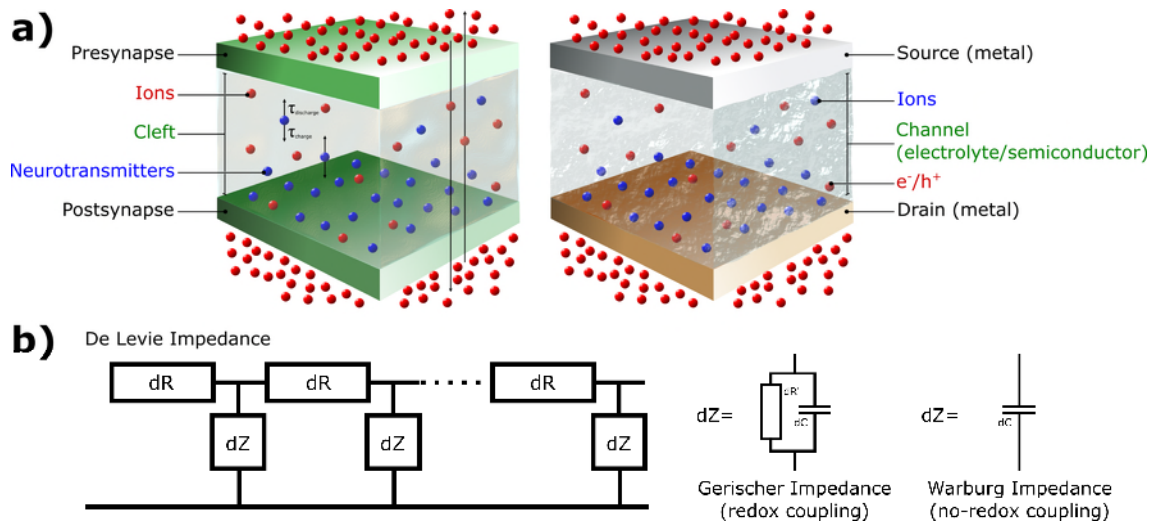 a)
Presynapse
Ions
Cleft
Neurotransmitters
Postsynapse
τdischarge
τcharge
Source (metal)
Ions
Channel
(electrolyte/semiconductor)
e⁻/h⁺
Drain (metal)
b)
De Levie Impedance
dR dR dR
dZ dZ dZ
dZ= dR' dC
Gerischer Impedance
(redox coupling)
dZ= dC
Warburg Impedance
(no-redox coupling)